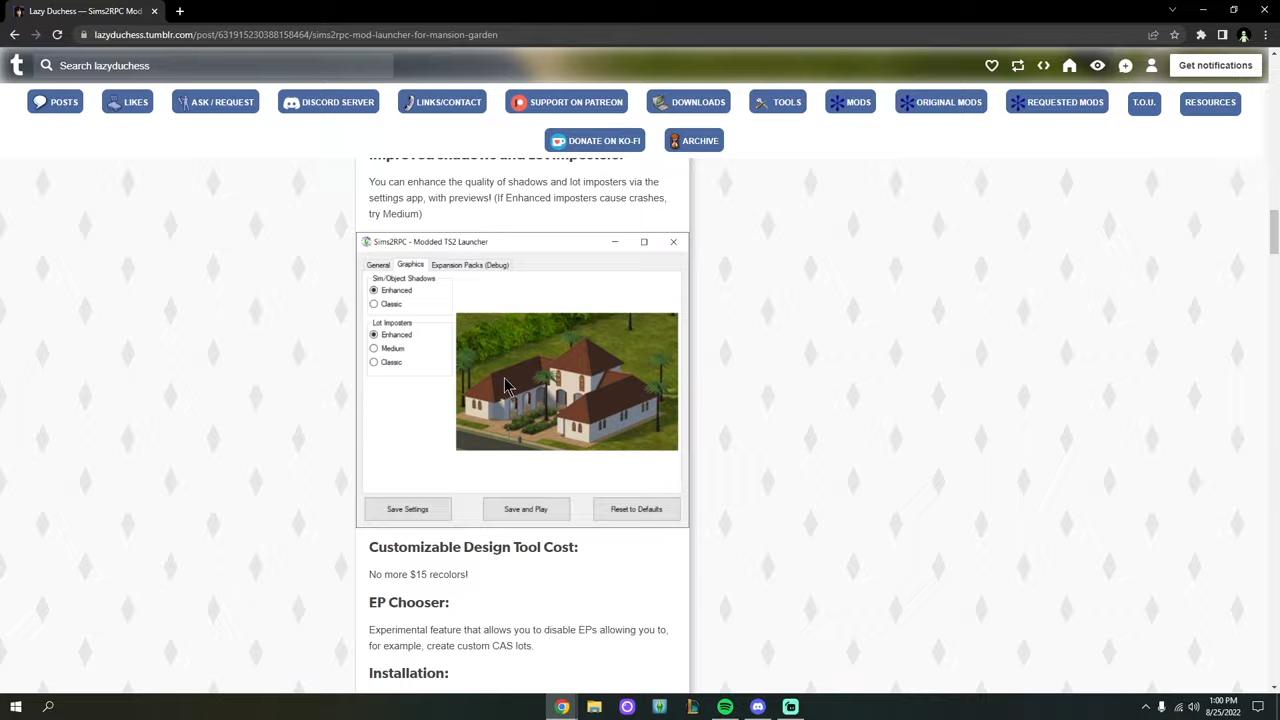 Lazy Duchess — Sims2RPC Mod
lazyduchess.tumblr.com/post/631915230388158464/sims2rpc-mod-launcher-for-mansion-garden
t Search lazyduchess Get notifications
POSTS LIKES ASK / REQUEST DISCORD SERVER LINKS/CONTACT SUPPORT ON PATREON DOWNLOADS TOOLS MODS ORIGINAL MODS REQUESTED MODS T.O.U. RESOURCES
DONATE ON KO-FI ARCHIVE
Improved Shadows and Lot Imposters:
You can enhance the quality of shadows and lot imposters via the
settings app, with previews! (If Enhanced imposters cause crashes,
try Medium)
Sims2RPC - Modded TS2 Launcher
General Graphics Expansion Packs (Debug)
Sim/Object Shadows
Enhanced
Classic
Lot Imposters
Enhanced
Medium
Classic
Save Settings Save and Play Reset to Defaults
Customizable Design Tool Cost:
No more $15 recolors!
EP Chooser:
Experimental feature that allows you to disable EPs allowing you to,
for example, create custom CAS lots.
Installation:
1:00 PM
8/25/2022